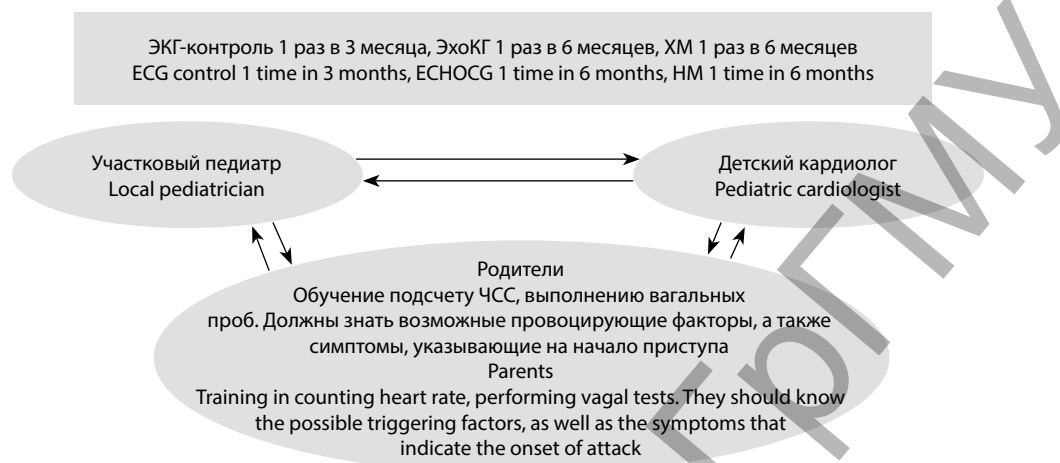 ЭКГ-контроль 1 раз в 3 месяца, ЭхоКГ 1 раз в 6 месяцев, ХМ 1 раз в 6 месяцев
ECG control 1 time in 3 months, ECHOCG 1 time in 6 months, HM 1 time in 6 months
Участковый педиатр
Local pediatrician
Детский кардиолог
Pediatric cardiologist
Родители
Обучение подсчету ЧСС, выполнению вагальных
проб. Должны знать возможные провоцирующие факторы, а также
симптомы, указывающие на начало приступа
Parents
Training in counting heart rate, performing vagal tests. They should know
the possible triggering factors, as well as the symptoms that
indicate the onset of attack
ГрГМУ